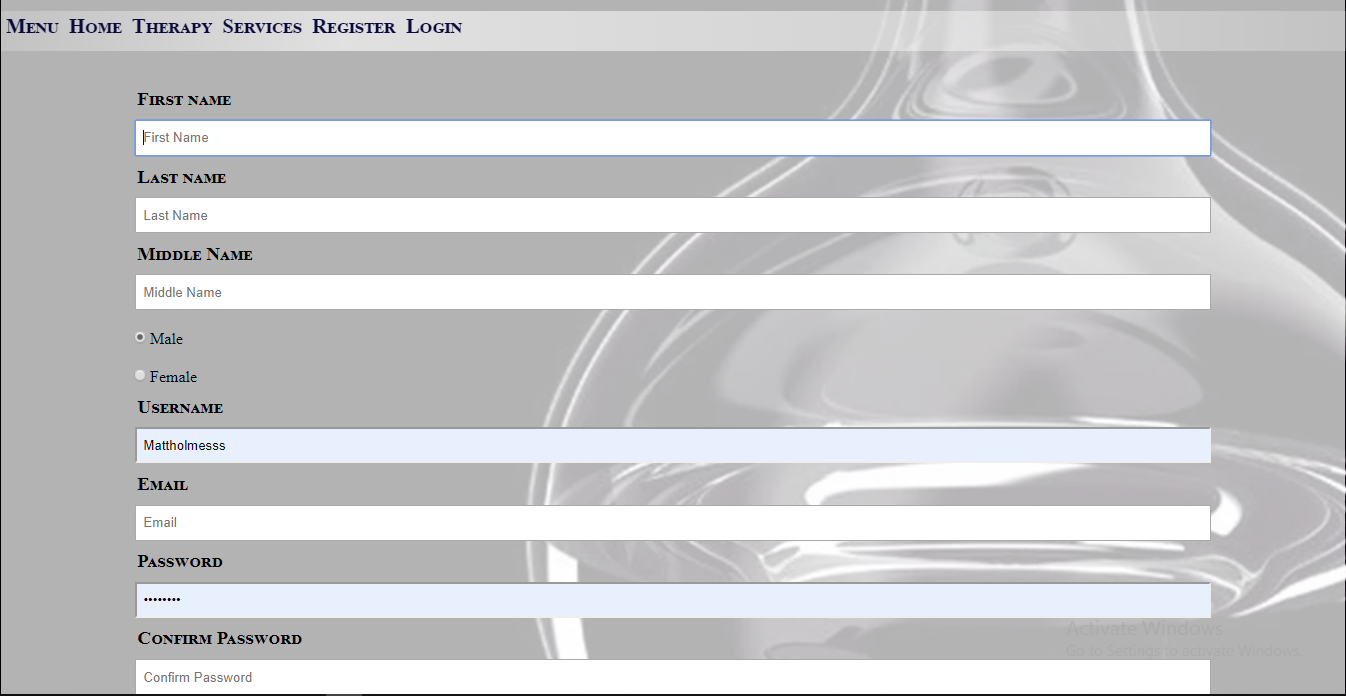 Menu Home Therapy Services Register Login
First name
First Name
Last name
Last Name
Middle Name
Middle Name
Male
Female
Username
Mattholmesss
Email
Email
Password
••••••••
Confirm Password
Confirm Password
Activate Windows
Go to Settings to activate Windows.